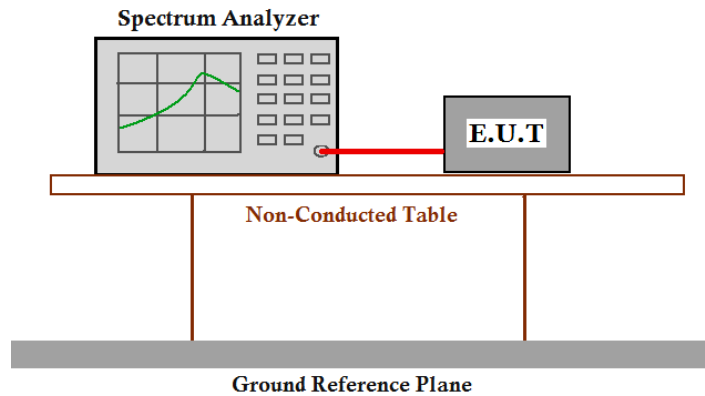 Spectrum Analyzer
E.U.T
Non-Conducted Table
Ground Reference Plane